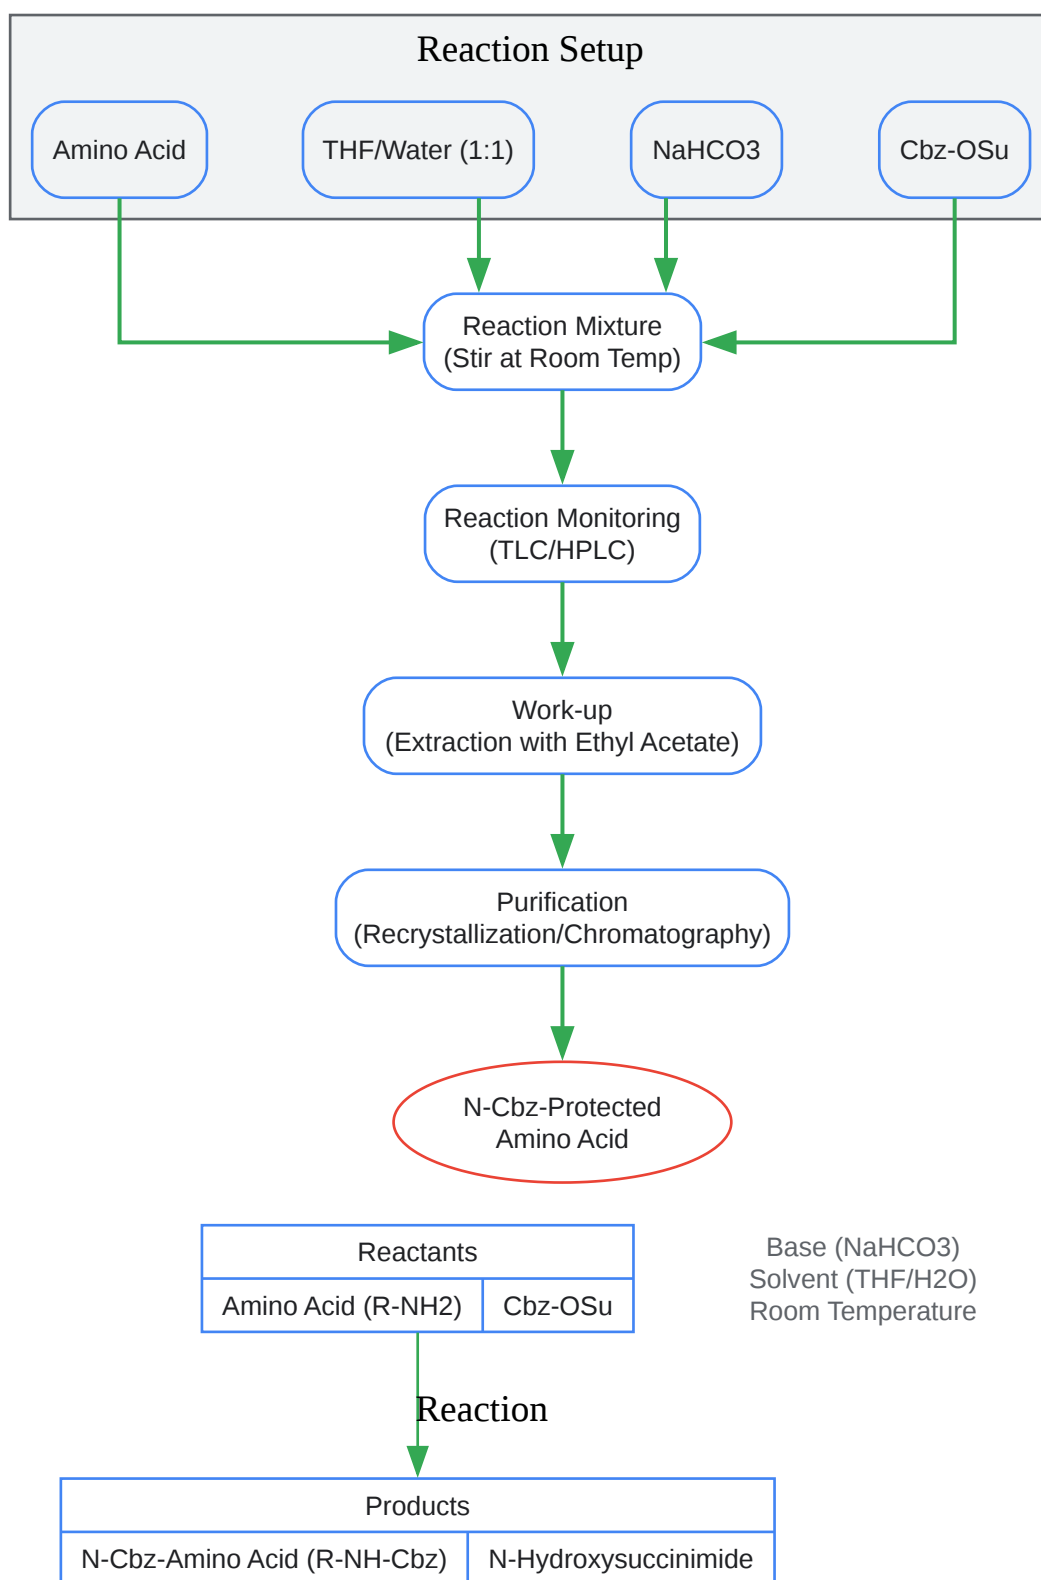 Reaction Setup
Amino Acid
THF/Water (1:1)
NaHCO3
Cbz-OSu
Reaction Mixture
(Stir at Room Temp)
Reaction Monitoring
(TLC/HPLC)
Work-up
(Extraction with Ethyl Acetate)
Purification
(Recrystallization/Chromatography)
N-Cbz-Protected
Amino Acid
Reactants
Amino Acid (R-NH2)
Cbz-OSu
Base (NaHCO3)
Solvent (THF/H2O)
Room Temperature
Reaction
Products
N-Cbz-Amino Acid (R-NH-Cbz)
N-Hydroxysuccinimide